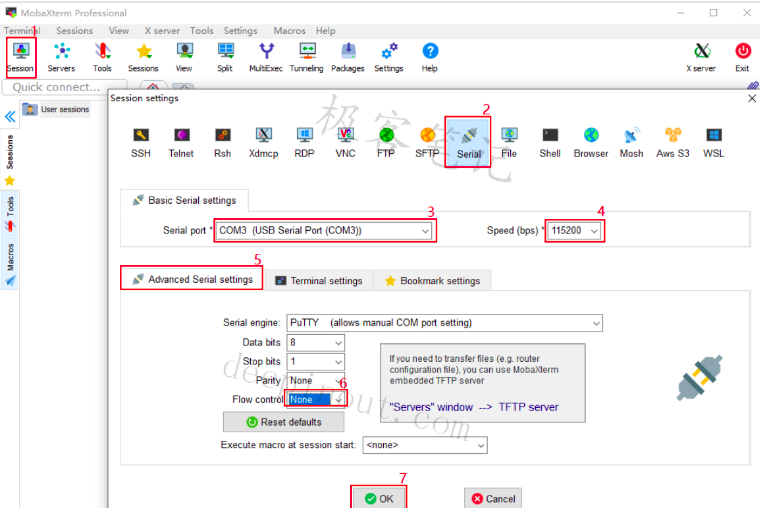 MobaXterm Professional
Terminal Sessions View X server Tools Settings Macros Help
1
Session Servers Tools Sessions View Split MultiExec Tunneling Packages Settings Help X server Exit
Quick connect...
User sessions
Sessions
Tools
Macros
Session settings
2
SSH Telnet Rsh Xdmcp RDP VNC FTP SFTP Serial File Shell Browser Mosh Aws S3 WSL
极客笔记
Basic Serial settings
3
4
Serial port * COM3 (USB Serial Port (COM3)) Speed (bps) * 115200
5
Advanced Serial settings Terminal settings Bookmark settings
Serial engine: PuTTY (allows manual COM port setting)
Data bits 8
Stop bits 1
Parity None
6
Flow control None
Reset defaults
If you need to transfer files (e.g. router
configuration file), you can use MobaXterm
embedded TFTP server
"Servers" window --> TFTP server
deepinout.com
Execute macro at session start: <none>
7
OK Cancel